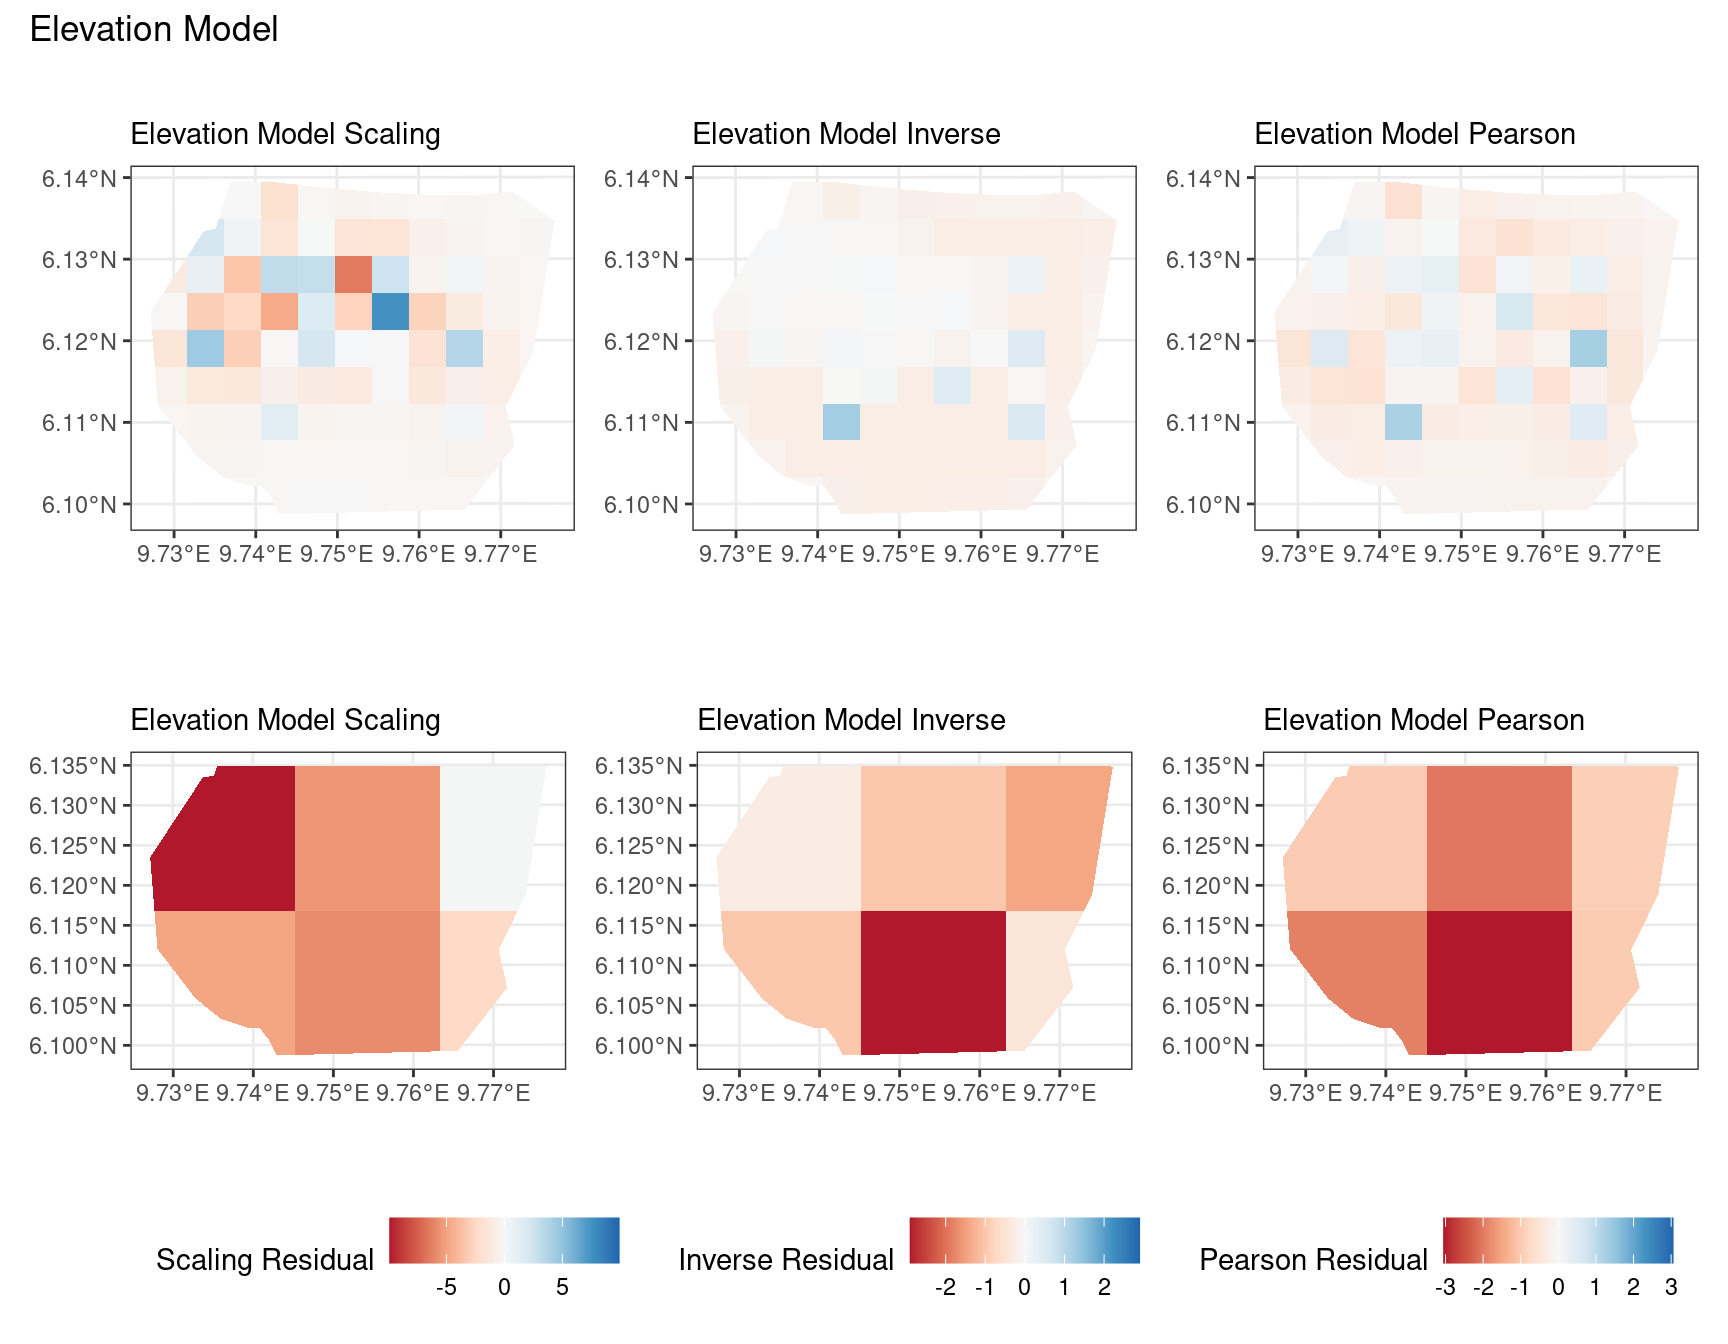 Elevation Model
Elevation Model Scaling
Elevation Model Inverse
Elevation Model Pearson
6.14°N
6.13°N
6.12°N
6.11°N
6.10°N
9.73°E 9.74°E 9.75°E 9.76°E 9.77°E
6.14°N
6.13°N
6.12°N
6.11°N
6.10°N
9.73°E 9.74°E 9.75°E 9.76°E 9.77°E
6.14°N
6.13°N
6.12°N
6.11°N
6.10°N
9.73°E 9.74°E 9.75°E 9.76°E 9.77°E
Elevation Model Scaling
Elevation Model Inverse
Elevation Model Pearson
6.135°N
6.130°N
6.125°N
6.120°N
6.115°N
6.110°N
6.105°N
6.100°N
9.73°E 9.74°E 9.75°E 9.76°E 9.77°E
6.135°N
6.130°N
6.125°N
6.120°N
6.115°N
6.110°N
6.105°N
6.100°N
9.73°E 9.74°E 9.75°E 9.76°E 9.77°E
6.135°N
6.130°N
6.125°N
6.120°N
6.115°N
6.110°N
6.105°N
6.100°N
9.73°E 9.74°E 9.75°E 9.76°E 9.77°E
Scaling Residual
-5 0 5
Inverse Residual
-2 -1 0 1 2
Pearson Residual
-3 -2 -1 0 1 2 3